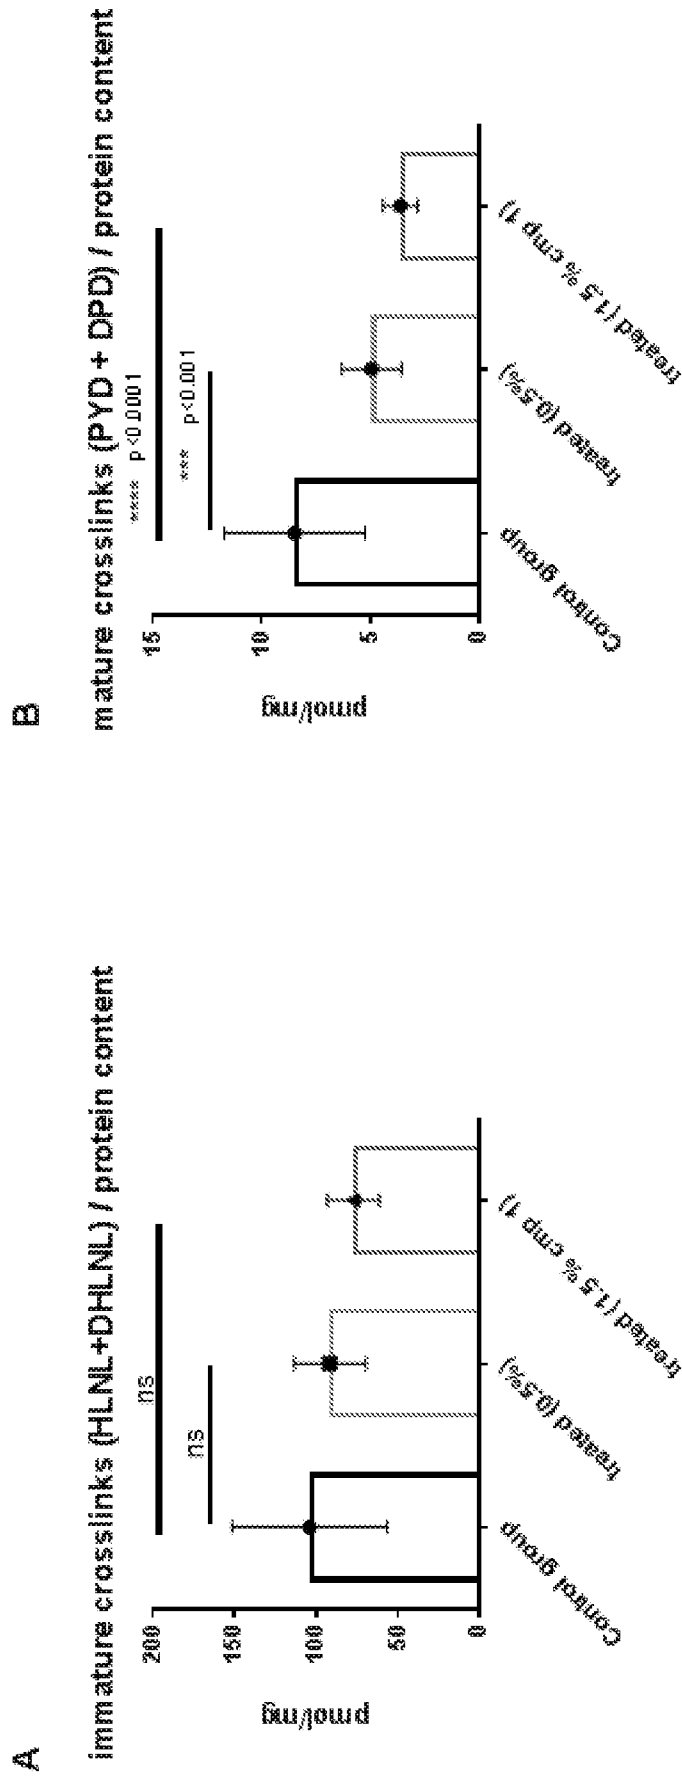 A
immature crosslinks (HLNL+DHLNL) / protein content
ns
ns
200
150
100
50
0
pmol/mg
Control group
treated (0.5%)
treated (1.5 % cmp 1)
B
mature crosslinks (PYD + DPD) / protein content
**** p<0.0001
*** p<0.001
15
10
5
0
pmol/mg
Control group
treated (0.5%)
treated (1.5 % cmp 1)